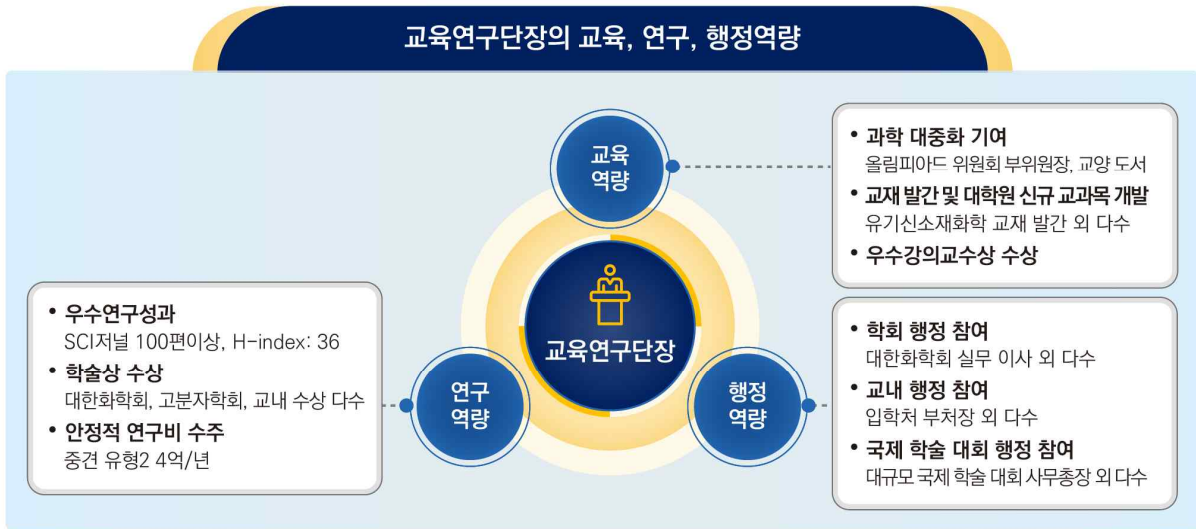 교육연구단장의 교육, 연구, 행정역량
교육
역량
• 과학 대중화 기여
올림피아드 위원회 부위원장, 교양 도서
• 교재 발간 및 대학원 신규 교과목 개발
유기신소재화학 교재 발간 외 다수
• 우수강의교수상 수상
교육연구단장
• 우수연구성과
SCI저널 100편이상, H-index: 36
• 학술상 수상
대한화학회, 고분자학회, 교내 수상 다수
• 안정적 연구비 수주
중견 유형2 4억/년
연구
역량
행정
역량
• 학회 행정 참여
대한화학회 실무 이사 외 다수
• 교내 행정 참여
입학처 부처장 외 다수
• 국제 학술 대회 행정 참여
대규모 국제 학술 대회 사무총장 외 다수